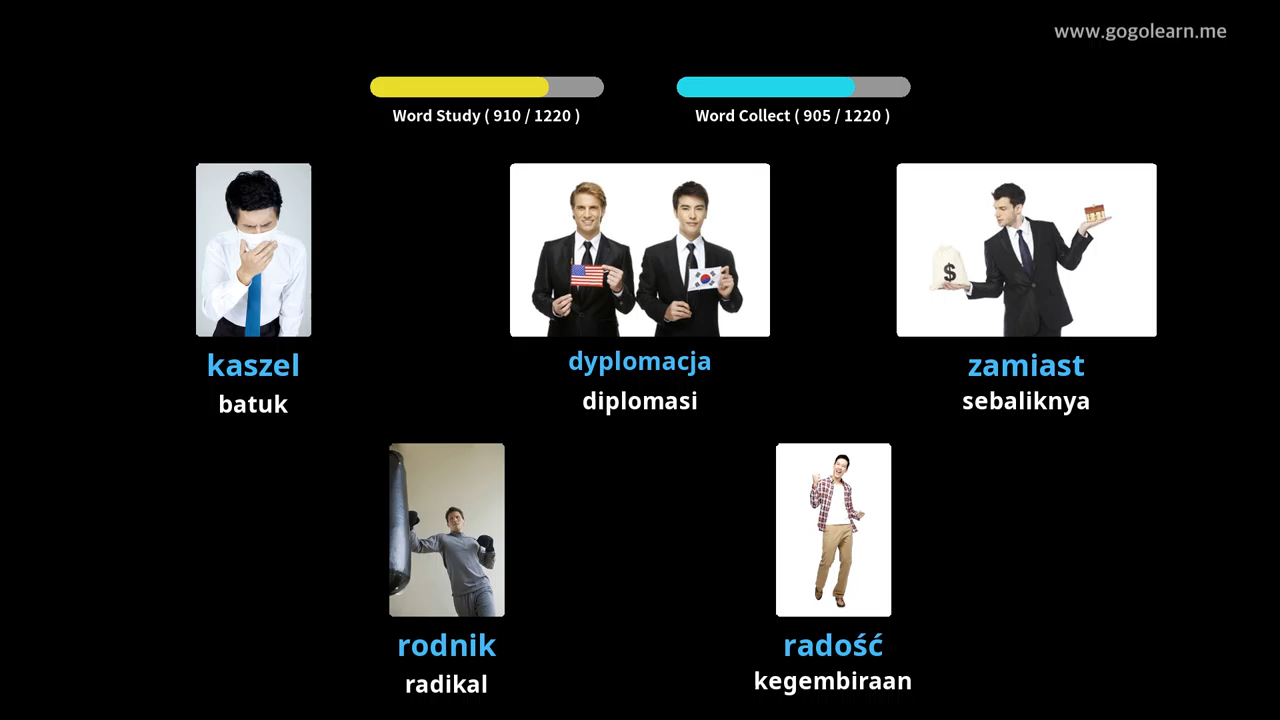 www.gogolearn.me
Word Study ( 910 / 1220 )
Word Collect ( 905 / 1220 )
$
kaszel
batuk
dyplomacja
diplomasi
zamiast
sebaliknya
rodnik
radikal
radość
kegembiraan